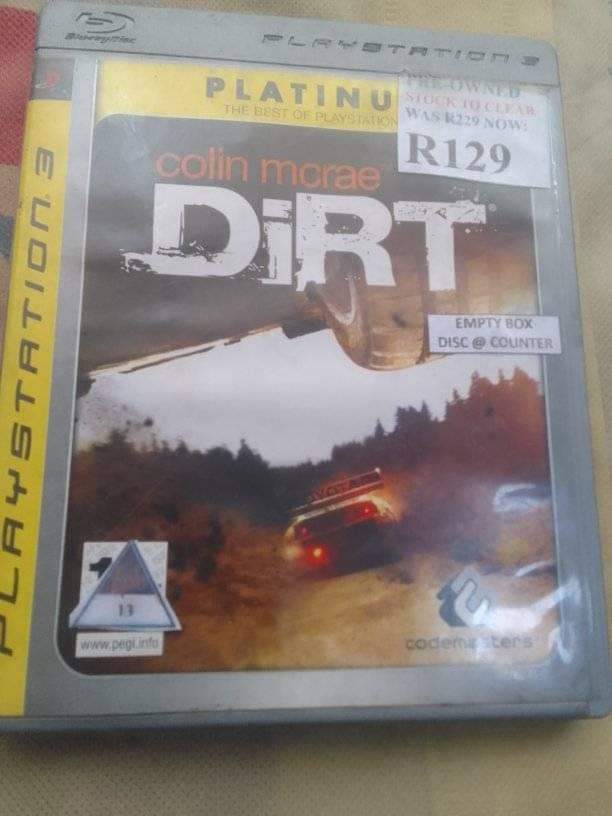 Blu-ray Disc
PLAYSTATION 3
PLAYSTATION 3
PLATINU
THE BEST OF PLAYSTATION
PRE-OWNED
STOCK TO CLEAR
WAS R229 NOW:
R129
colin mcrae
DiRT
EMPTY BOX
DISC @ COUNTER
13
www.pegi.info
codemasters